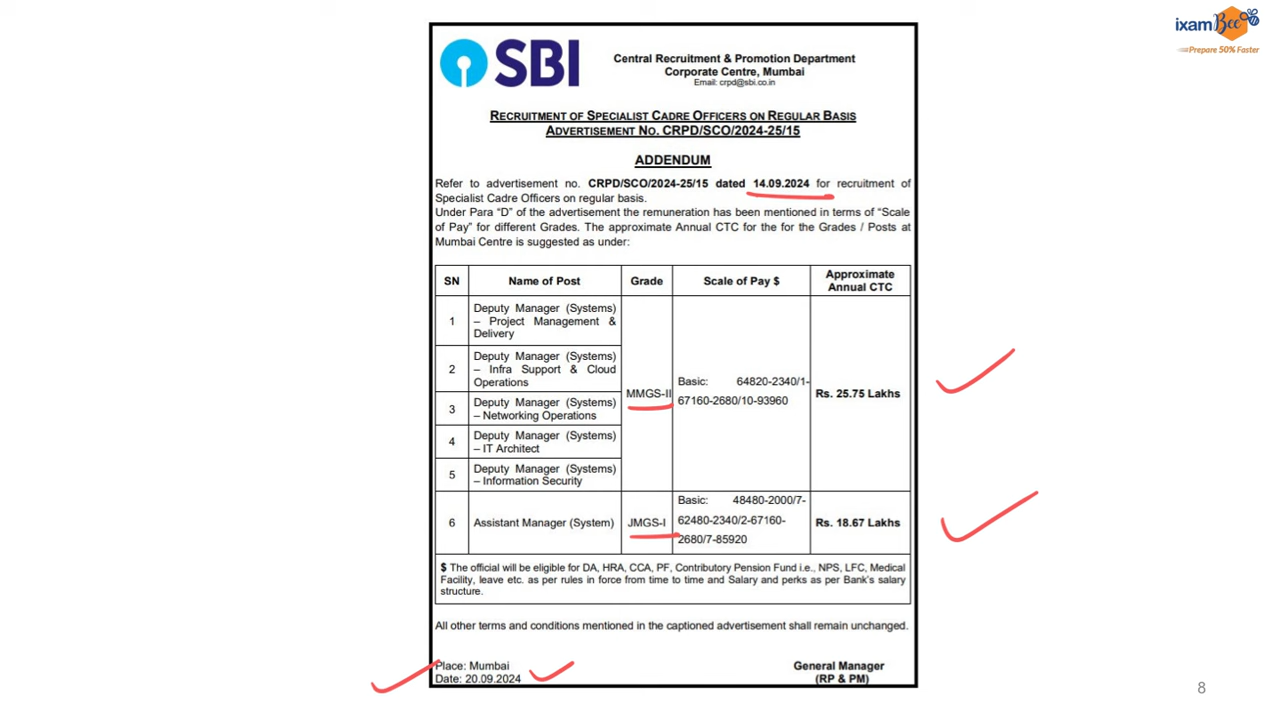 ixamBee
Prepare 50% Faster
SBI
Central Recruitment & Promotion Department
Corporate Centre, Mumbai
Email: crpd@sbi.co.in
RECRUITMENT OF SPECIALIST CADRE OFFICERS ON REGULAR BASIS
ADVERTISEMENT NO. CRPD/SCO/2024-25/15
ADDENDUM
Refer to advertisement no. CRPD/SCO/2024-25/15 dated 14.09.2024 for recruitment of
Specialist Cadre Officers on regular basis.
Under Para “D” of the advertisement the remuneration has been mentioned in terms of “Scale
of Pay” for different Grades. The approximate Annual CTC for the for the Grades / Posts at
Mumbai Centre is suggested as under:
SN Name of Post Grade Scale of Pay $ Approximate
Annual CTC
1 Deputy Manager (Systems)
– Project Management &
Delivery
2 Deputy Manager (Systems)
– Infra Support & Cloud
Operations
3 Deputy Manager (Systems)
– Networking Operations
4 Deputy Manager (Systems)
– IT Architect
5 Deputy Manager (Systems)
– Information Security
MMGS-II
Basic: 64820-2340/1-
67160-2680/10-93960
Rs. 25.75 Lakhs
6 Assistant Manager (System) JMGS-I
Basic: 48480-2000/7-
62480-2340/2-67160-
2680/7-85920
Rs. 18.67 Lakhs
$ The official will be eligible for DA, HRA, CCA, PF, Contributory Pension Fund i.e., NPS, LFC, Medical
Facility, leave etc. as per rules in force from time to time and Salary and perks as per Bank's salary
structure.
All other terms and conditions mentioned in the captioned advertisement shall remain unchanged.
Place: Mumbai
Date: 20.09.2024
General Manager
(RP & PM)
8